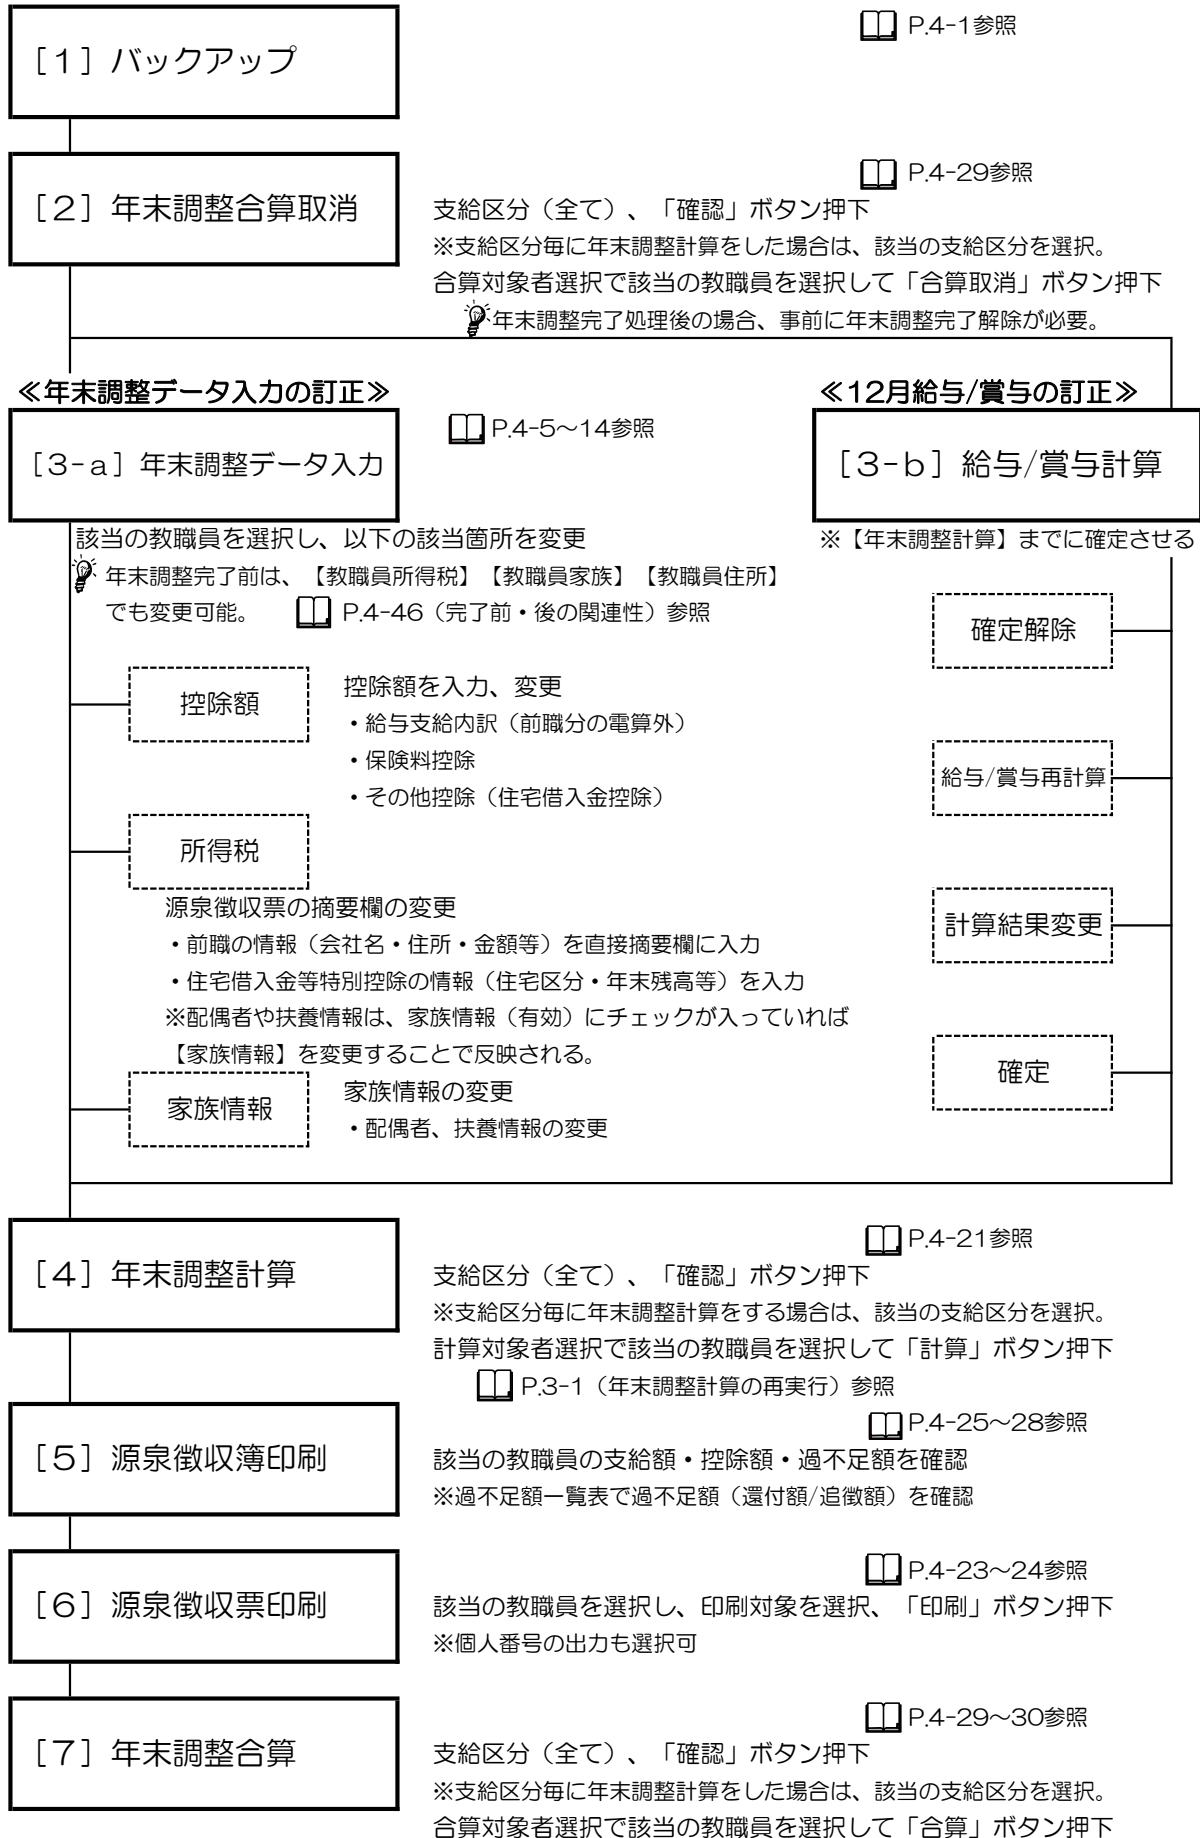 ［１］バックアップ
P.4-1参照
［２］年末調整合算取消
P.4-29参照
支給区分（全て）、「確認」ボタン押下
※支給区分毎に年末調整計算をした場合は、該当の支給区分を選択。
合算対象者選択で該当の教職員を選択して「合算取消」ボタン押下
年末調整完了処理後の場合、事前に年末調整完了解除が必要。
≪年末調整データ入力の訂正≫
［３-ａ］年末調整データ入力
P.4-5～14参照
該当の教職員を選択し、以下の該当箇所を変更
年末調整完了前は、【教職員所得税】【教職員家族】【教職員住所】
でも変更可能。 P.4-46（完了前・後の関連性）参照
控除額
控除額を入力、変更
・給与支給内訳（前職分の電算外）
・保険料控除
・その他控除（住宅借入金控除）
所得税
源泉徴収票の摘要欄の変更
・前職の情報（会社名・住所・金額等）を直接摘要欄に入力
・住宅借入金等特別控除の情報（住宅区分・年末残高等）を入力
※配偶者や扶養情報は、家族情報（有効）にチェックが入っていれば
【家族情報】を変更することで反映される。
家族情報
家族情報の変更
・配偶者、扶養情報の変更
≪12月給与/賞与の訂正≫
［３-ｂ］給与/賞与計算
※【年末調整計算】までに確定させる
確定解除
給与/賞与再計算
計算結果変更
確定
［４］年末調整計算
P.4-21参照
支給区分（全て）、「確認」ボタン押下
※支給区分毎に年末調整計算をする場合は、該当の支給区分を選択。
計算対象者選択で該当の教職員を選択して「計算」ボタン押下
P.3-1（年末調整計算の再実行）参照
［５］源泉徴収簿印刷
P.4-25～28参照
該当の教職員の支給額・控除額・過不足額を確認
※過不足額一覧表で過不足額（還付額/追徴額）を確認
［６］源泉徴収票印刷
P.4-23～24参照
該当の教職員を選択し、印刷対象を選択、「印刷」ボタン押下
※個人番号の出力も選択可
［７］年末調整合算
P.4-29～30参照
支給区分（全て）、「確認」ボタン押下
※支給区分毎に年末調整計算をした場合は、該当の支給区分を選択。
合算対象者選択で該当の教職員を選択して「合算」ボタン押下